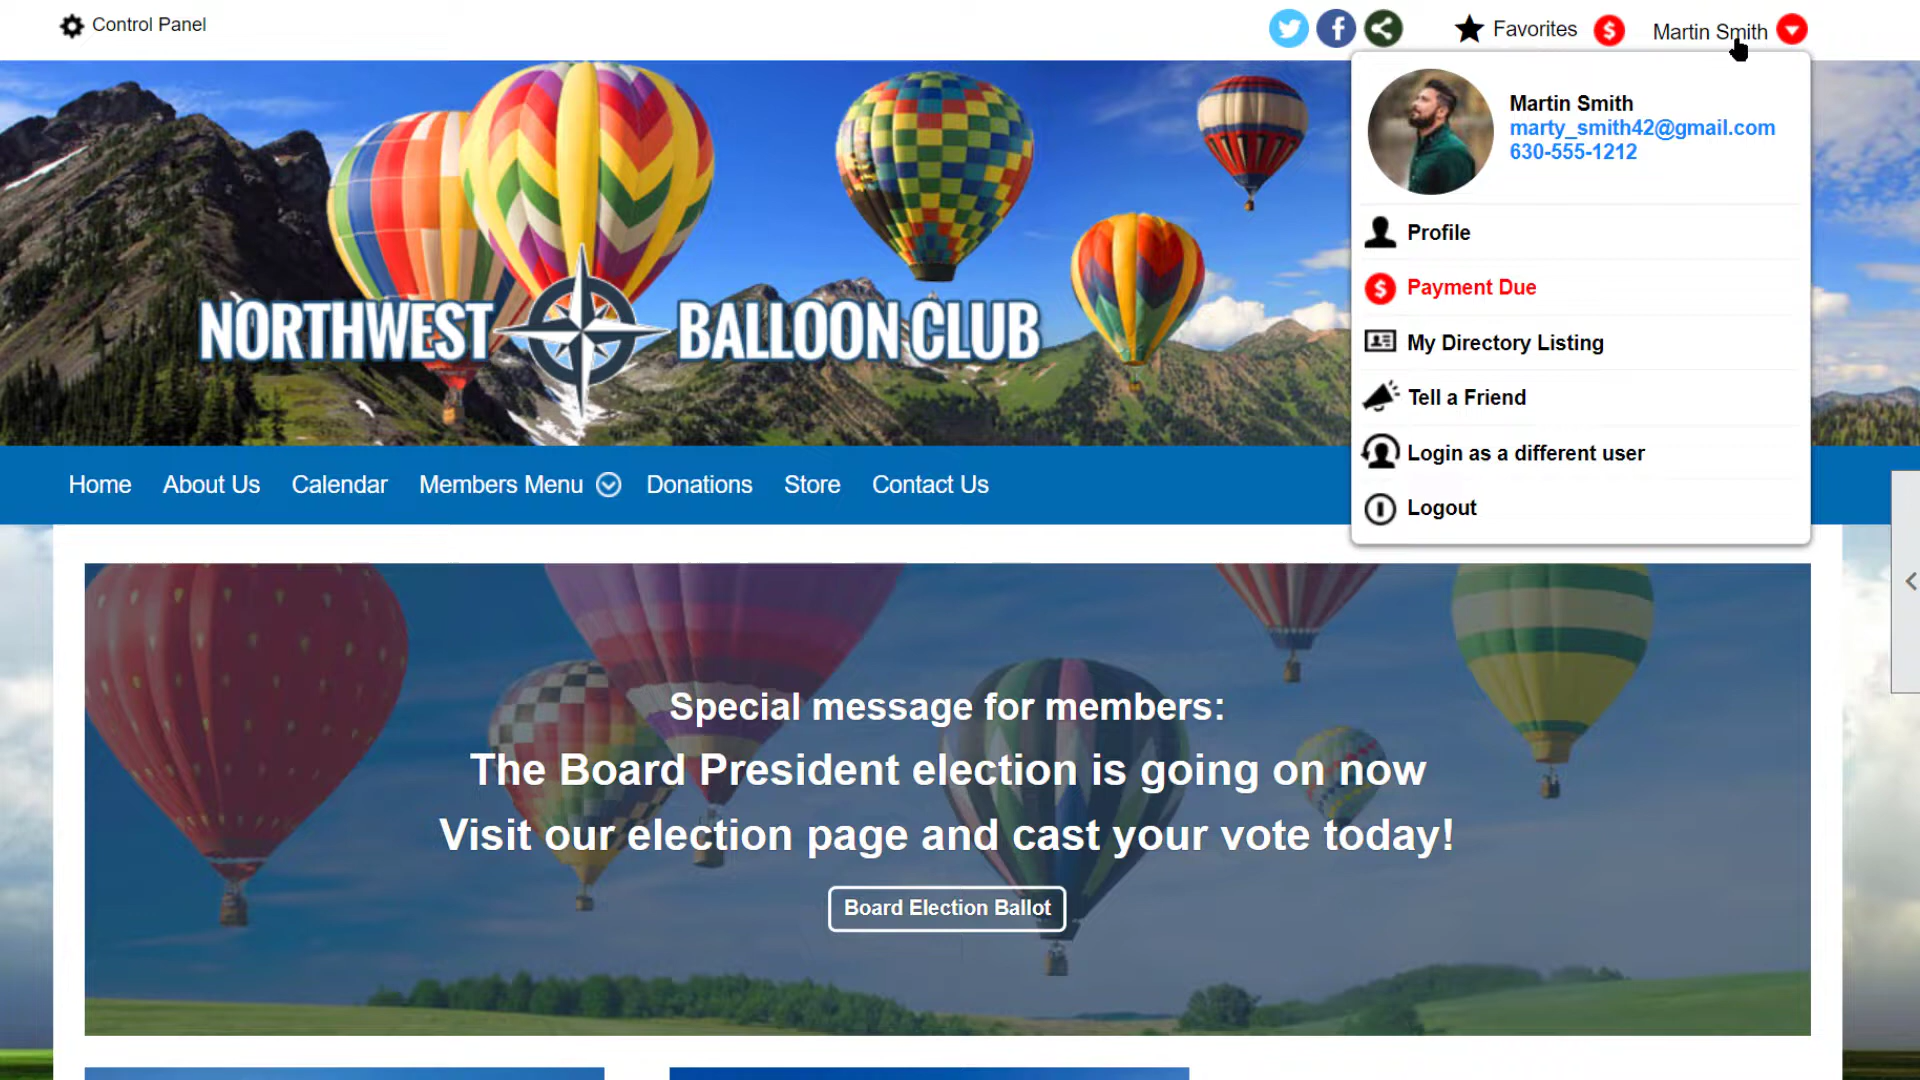 Control Panel
Favorites
Martin Smith
Martin Smith
marty_smith42@gmail.com
630-555-1212
Profile
Payment Due
My Directory Listing
Tell a Friend
Login as a different user
Logout
NORTHWEST BALLOON CLUB
Home About Us Calendar Members Menu Donations Store Contact Us
Special message for members:
The Board President election is going on now
Visit our election page and cast your vote today!
Board Election Ballot